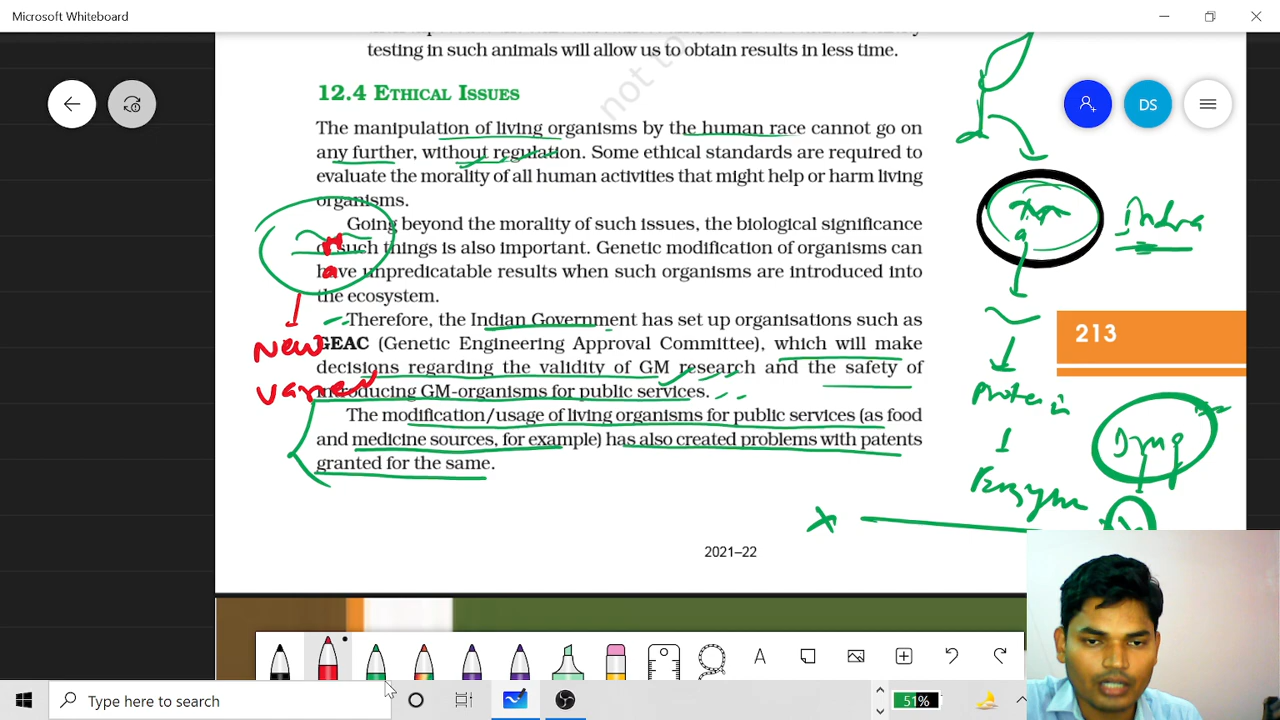 Microsoft Whiteboard
testing in such animals will allow us to obtain results in less time.
not to
12.4 ETHICAL ISSUES
DS
The manipulation of living organisms by the human race cannot go on
any further, without regulation. Some ethical standards are required to
evaluate the morality of all human activities that might help or harm living
organisms.
Going beyond the morality of such issues, the biological significance
of such things is also important. Genetic modification of organisms can
have unpredicatable results when such organisms are introduced into
the ecosystem.
Therefore, the Indian Government has set up organisations such as
GEAC (Genetic Engineering Approval Committee), which will make
decisions regarding the validity of GM research and the safety of
introducing GM-organisms for public services.
The modification/usage of living organisms for public services (as food
and medicine sources, for example) has also created problems with patents
granted for the same.
New
213
Protein
Drug
Enzyme
2021–22
A
Type here to search
51%